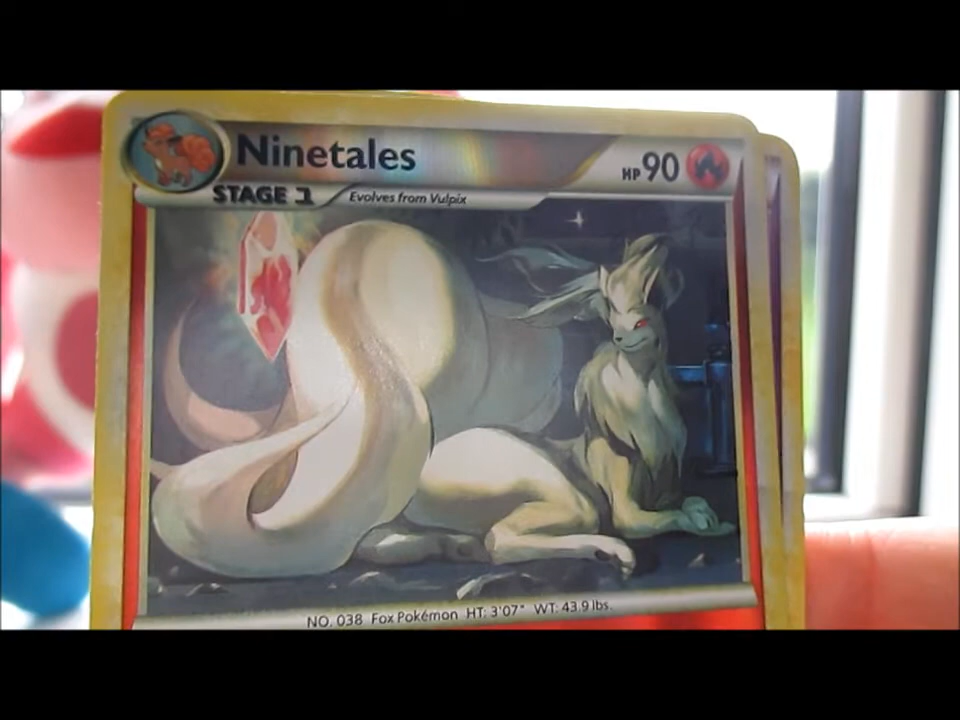 Ninetales
HP 90
STAGE 1
Evolves from Vulpix
NO. 038 Fox Pokémon HT: 3'07" WT: 43.9 lbs.